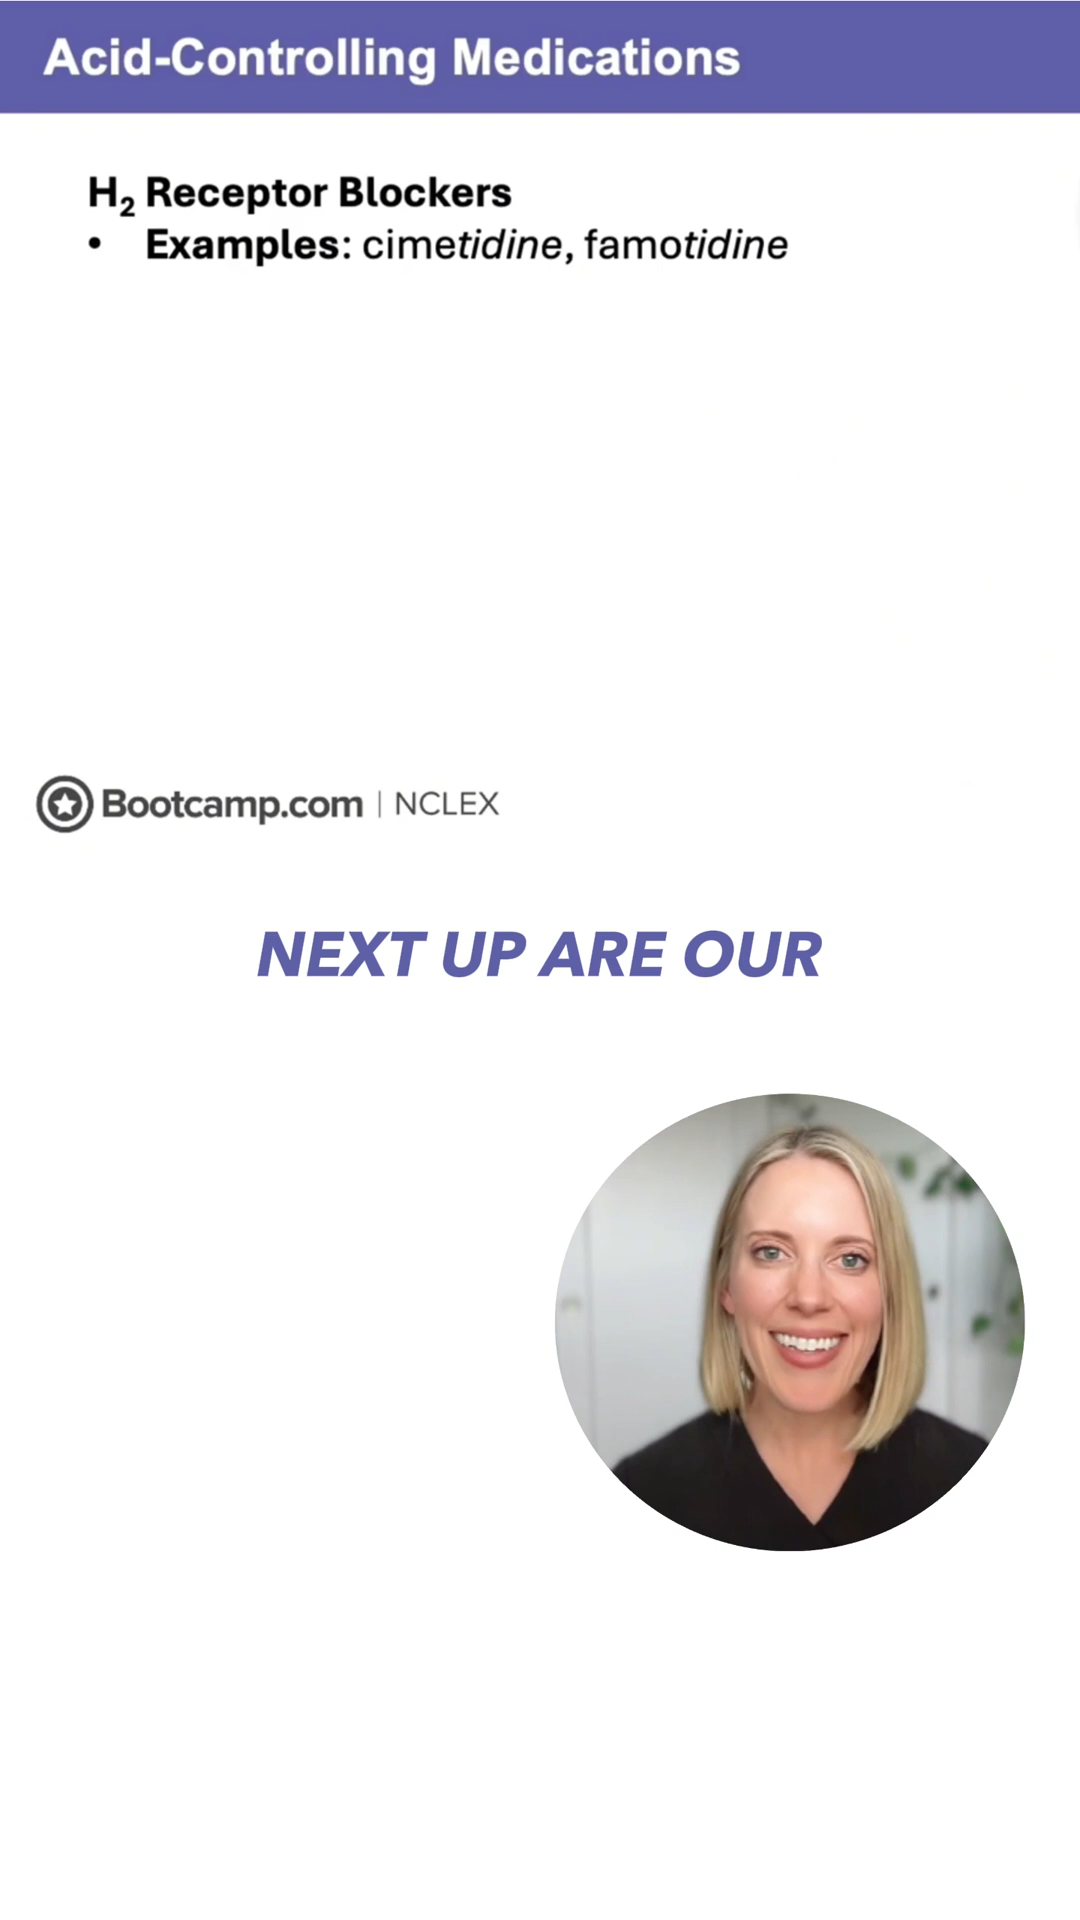 Acid-Controlling Medications
H₂ Receptor Blockers
• Examples: cimetidine, famotidine
Bootcamp.com | NCLEX
NEXT UP ARE OUR